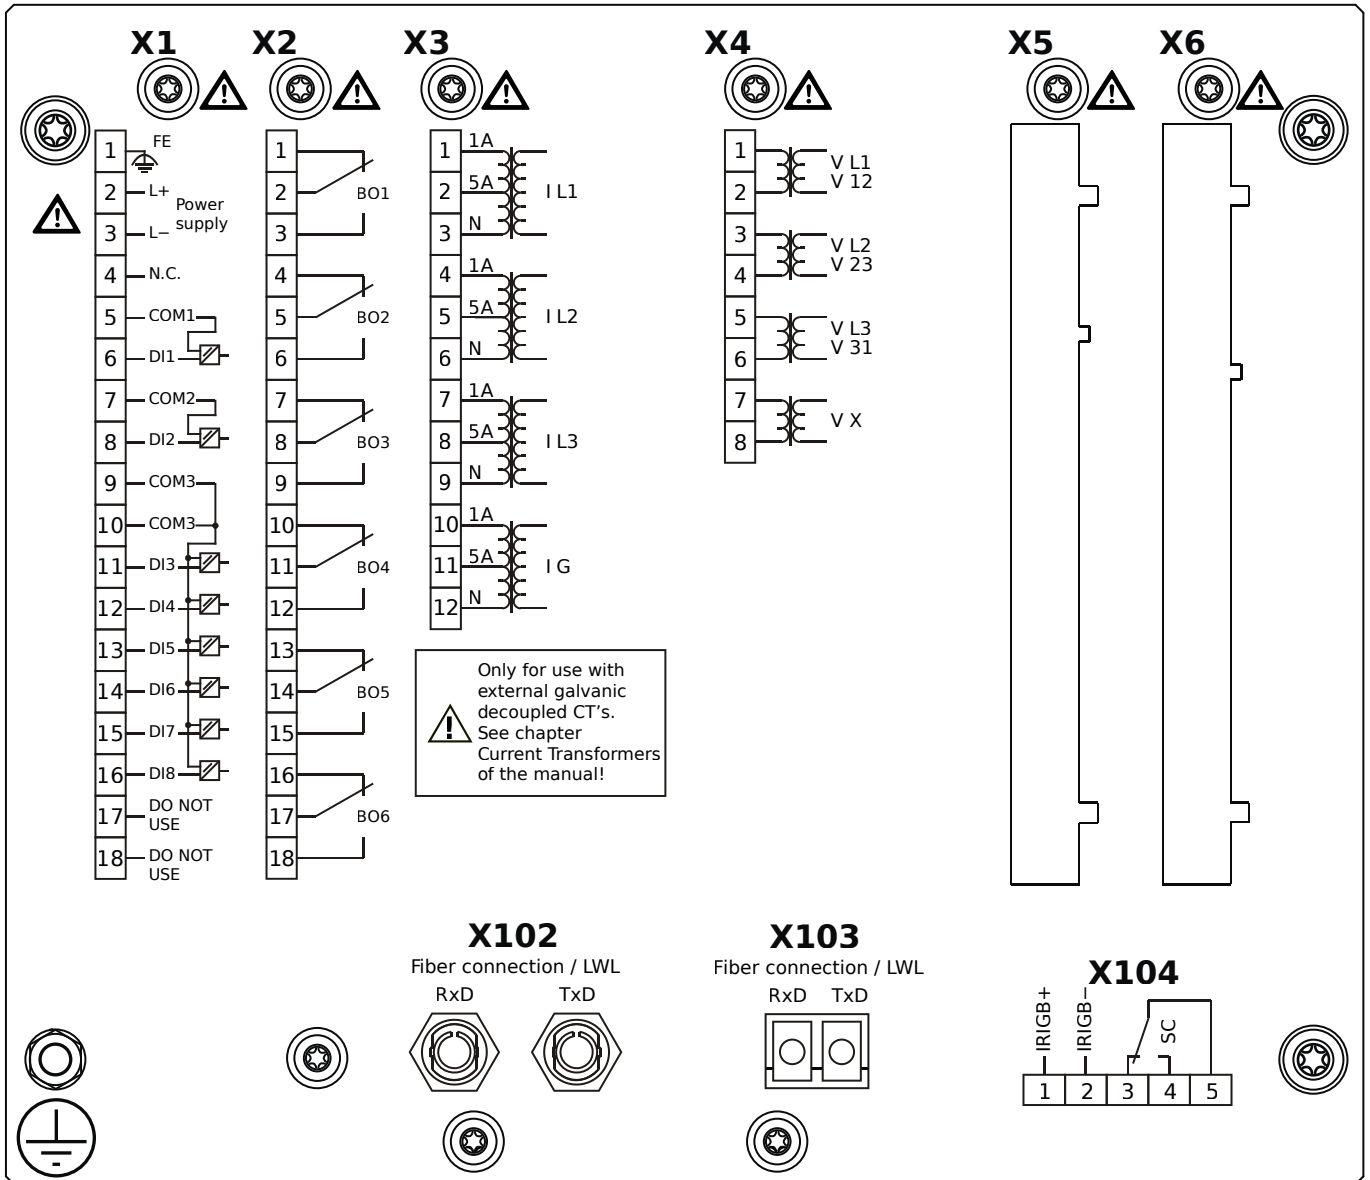 X1 X2 X3 X4 X5 X6
1 FE
2 L+
Power
supply
3 L−
4 N.C.
5 COM1
6 DI1
7 COM2
8 DI2
9 COM3
10 COM3
11 DI3
12 DI4
13 DI5
14 DI6
15 DI7
16 DI8
17 DO NOT
USE
18 DO NOT
USE
1
2 BO1
3
4
5 BO2
6
7
8 BO3
9
10
11 BO4
12
13
14 BO5
15
16
17 BO6
18
1 1A
2 5A I L1
3 N
4 1A
5 5A I L2
6 N
7 1A
8 5A I L3
9 N
10 1A
11 5A I G
12 N
Only for use with
external galvanic
decoupled CT's.
See chapter
Current Transformers
of the manual!
1 V L1
2 V 12
3 V L2
4 V 23
5 V L3
6 V 31
7 V X
8
X102
Fiber connection / LWL
RxD TxD
X103
Fiber connection / LWL
RxD TxD
X104
IRIGB+
IRIGB−
SC
1 2 3 4 5